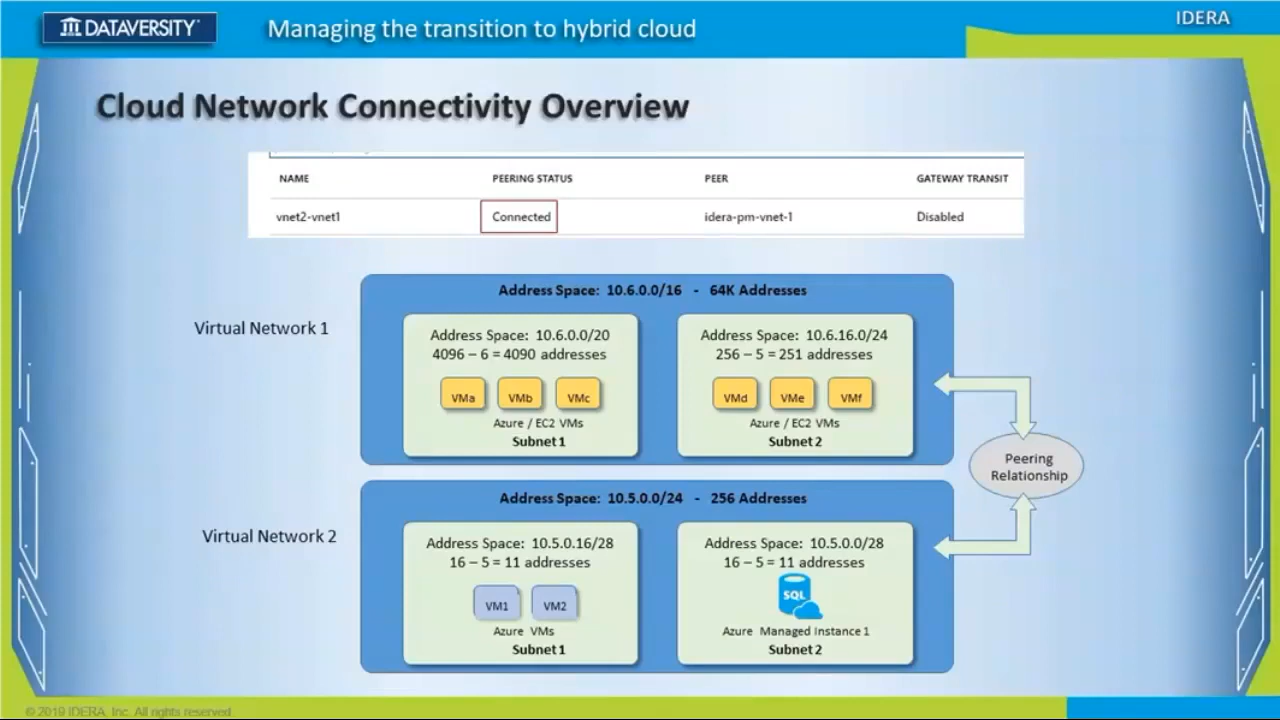 DATAVERSITY
Managing the transition to hybrid cloud
IDERA
Cloud Network Connectivity Overview
NAME PEERING STATUS PEER GATEWAY TRANSIT
vnet2-vnet1 Connected idera-pm-vnet-1 Disabled
Virtual Network 1
Address Space: 10.6.0.0/16 - 64K Addresses
Address Space: 10.6.0.0/20
4096 – 6 = 4090 addresses
VMa VMb VMc
Azure / EC2 VMs
Subnet 1
Address Space: 10.6.16.0/24
256 – 5 = 251 addresses
VMd VMe VMf
Azure / EC2 VMs
Subnet 2
Peering
Relationship
Virtual Network 2
Address Space: 10.5.0.0/24 - 256 Addresses
Address Space: 10.5.0.16/28
16 – 5 = 11 addresses
VM1 VM2
Azure VMs
Subnet 1
Address Space: 10.5.0.0/28
16 – 5 = 11 addresses
SQL
Azure Managed Instance 1
Subnet 2
© 2019 IDERA, Inc. All rights reserved.